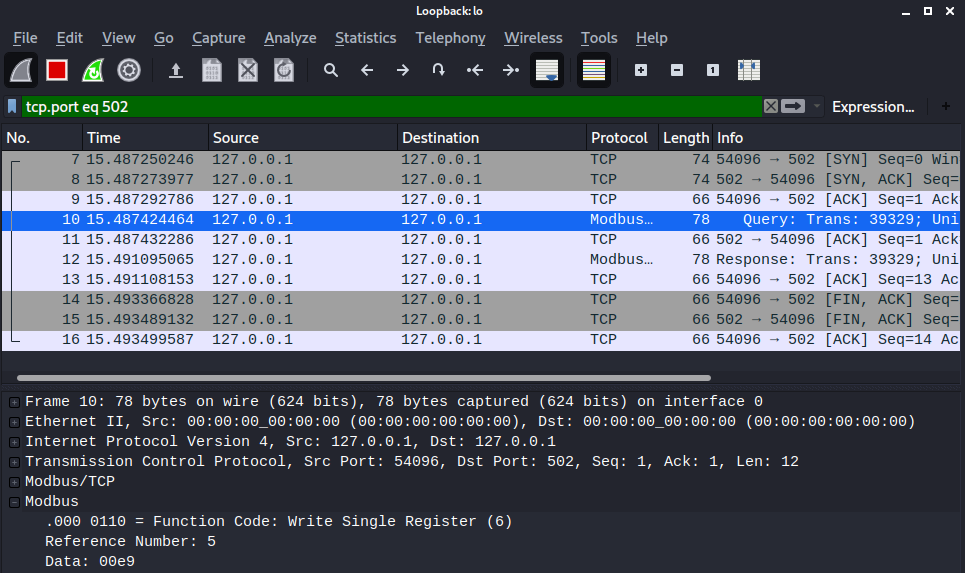 Loopback: lo
File Edit View Go Capture Analyze Statistics Telephony Wireless Tools Help
tcp.port eq 502 Expression... +
No. Time Source Destination Protocol Length Info
7 15.487250246 127.0.0.1 127.0.0.1 TCP 74 54096 → 502 [SYN] Seq=0 Win
8 15.487273977 127.0.0.1 127.0.0.1 TCP 74 502 → 54096 [SYN, ACK] Seq=
9 15.487292786 127.0.0.1 127.0.0.1 TCP 66 54096 → 502 [ACK] Seq=1 Ack
10 15.487424464 127.0.0.1 127.0.0.1 Modbus… 78 Query: Trans: 39329; Uni
11 15.487432286 127.0.0.1 127.0.0.1 TCP 66 502 → 54096 [ACK] Seq=1 Ack
12 15.491095065 127.0.0.1 127.0.0.1 Modbus… 78 Response: Trans: 39329; Uni
13 15.491108153 127.0.0.1 127.0.0.1 TCP 66 54096 → 502 [ACK] Seq=13 Ac
14 15.493366828 127.0.0.1 127.0.0.1 TCP 66 54096 → 502 [FIN, ACK] Seq=
15 15.493489132 127.0.0.1 127.0.0.1 TCP 66 502 → 54096 [FIN, ACK] Seq=
16 15.493499587 127.0.0.1 127.0.0.1 TCP 66 54096 → 502 [ACK] Seq=14 Ac
Frame 10: 78 bytes on wire (624 bits), 78 bytes captured (624 bits) on interface 0
Ethernet II, Src: 00:00:00_00:00:00 (00:00:00:00:00:00), Dst: 00:00:00_00:00:00 (00:00:00:00:00:00)
Internet Protocol Version 4, Src: 127.0.0.1, Dst: 127.0.0.1
Transmission Control Protocol, Src Port: 54096, Dst Port: 502, Seq: 1, Ack: 1, Len: 12
Modbus/TCP
Modbus
.000 0110 = Function Code: Write Single Register (6)
Reference Number: 5
Data: 00e9